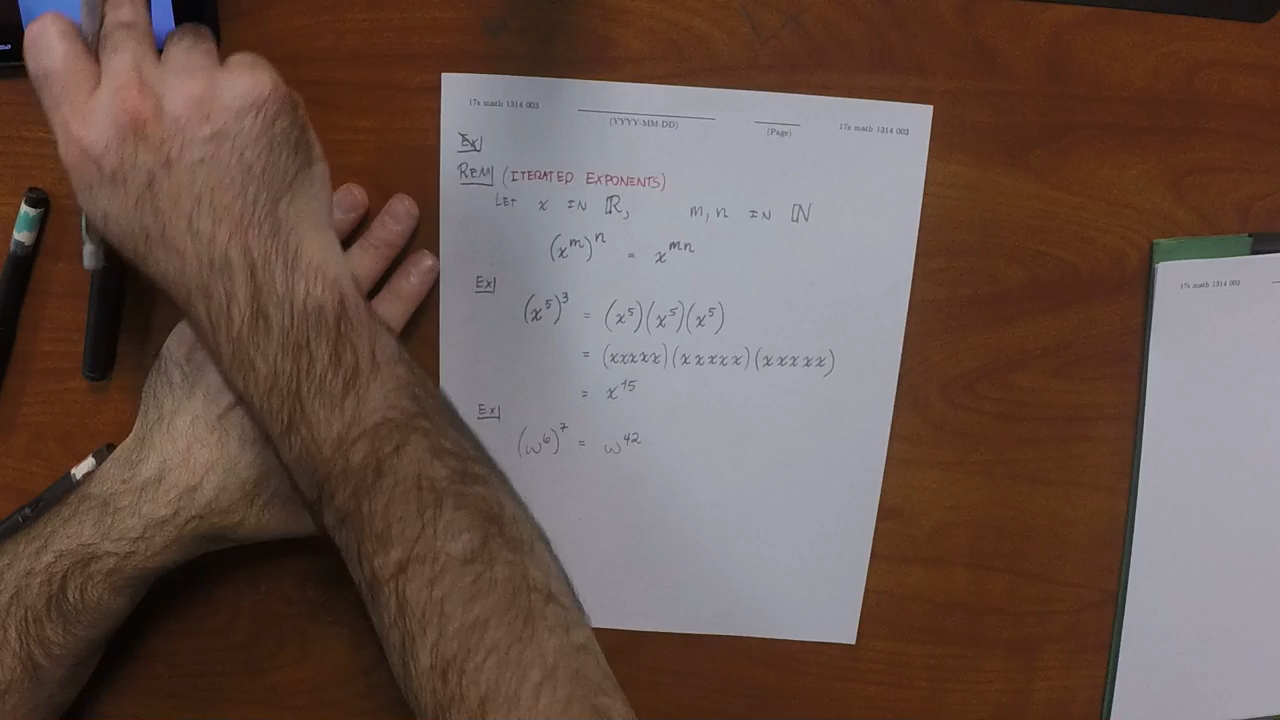 17s math 1314 003 (YYYY-MM-DD) (Page) 17s math 1314 003
Ex
REM (ITERATED EXPONENTS)
LET x IN ℝ, m, n IN ℕ
(x^m)^n = x^{mn}
Ex
(x^5)^3 = (x^5)(x^5)(x^5)
= (xxxxx)(xxxxx)(xxxxx)
= x^15
Ex
(w^6)^7 = w^42
17s math 1314 003